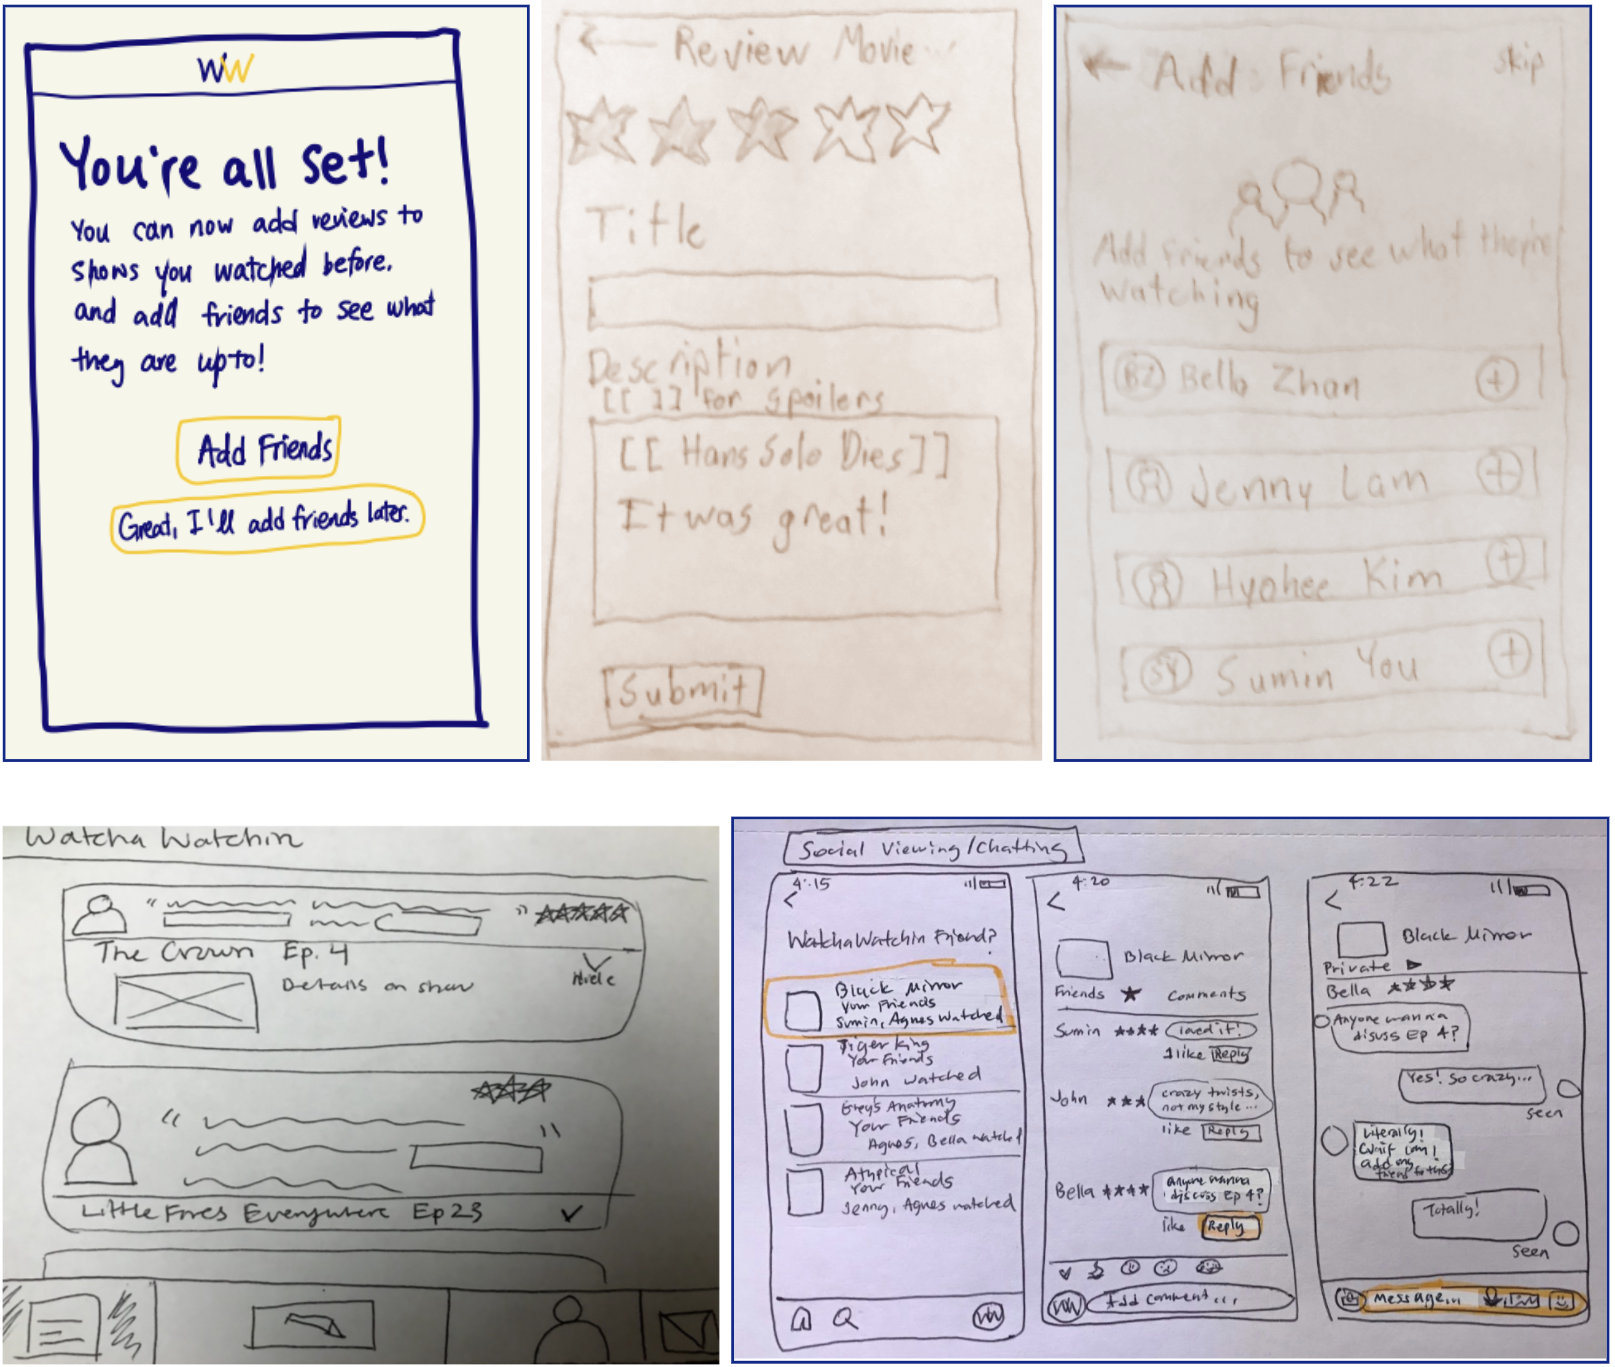 WW
You're all set!
You can now add reviews to
shows you watched before.
and add friends to see what
they are up to!
Add Friends
Great, I'll add friends later.
← Review Movie
Title
Description
[[ ]] for spoilers
[[ Hans Solo Dies]]
It was great!
Submit
← Add Friends
skip
Add friends to see what they're
watching
BZ Bella Zhan +
Jenny Lam +
Hyohee Kim +
SY Sumin You +
Watcha Watchin
The Crown Ep. 4
Details on show
Hide
Little Fires Everywhere Ep 23
Social Viewing/Chatting
4:15
<
Watcha Watchin Friend?
Black Mirror
Your Friends
Sumin, Agnes watched
Tiger King
Your Friends
John watched
Grey's Anatomy
Your Friends
Agnes, Bella watched
Atypical
Your Friends
Jenny, Agnes watched
WW
4:20
<
Black Mirror
Friends ★ Comments
Sumin ★★★★ loved it!
1 like Reply
John ★★★ crazy twists,
not my style...
like Reply
Bella ★★★★ anyone wanna
discuss Ep 4?
like Reply
WW Add comment...
4:22
<
Black Mirror
Private
Bella ★★★★
Anyone wanna
discuss Ep 4?
Yes! So crazy...
seen
Literally!
add my
friend to this
Totally!
seen
Message...